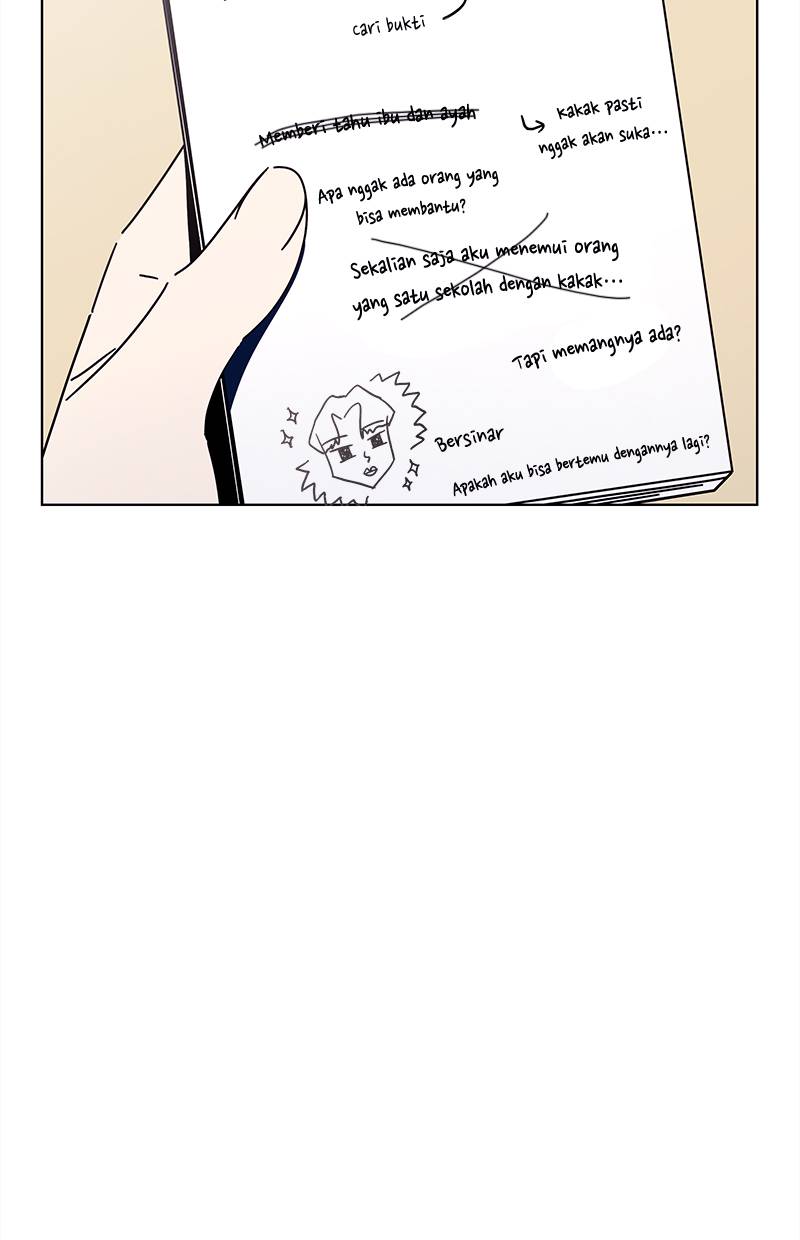 cari bukti
Memberi tahu ibu dan ayah
kakak pasti
nggak akan suka...
Apa nggak ada orang yang
bisa membantu?
Sekalian saja aku menemui orang
yang satu sekolah dengan kakak...
Tapi memangnya ada?
Bersinar
Apakah aku bisa bertemu dengannya lagi?